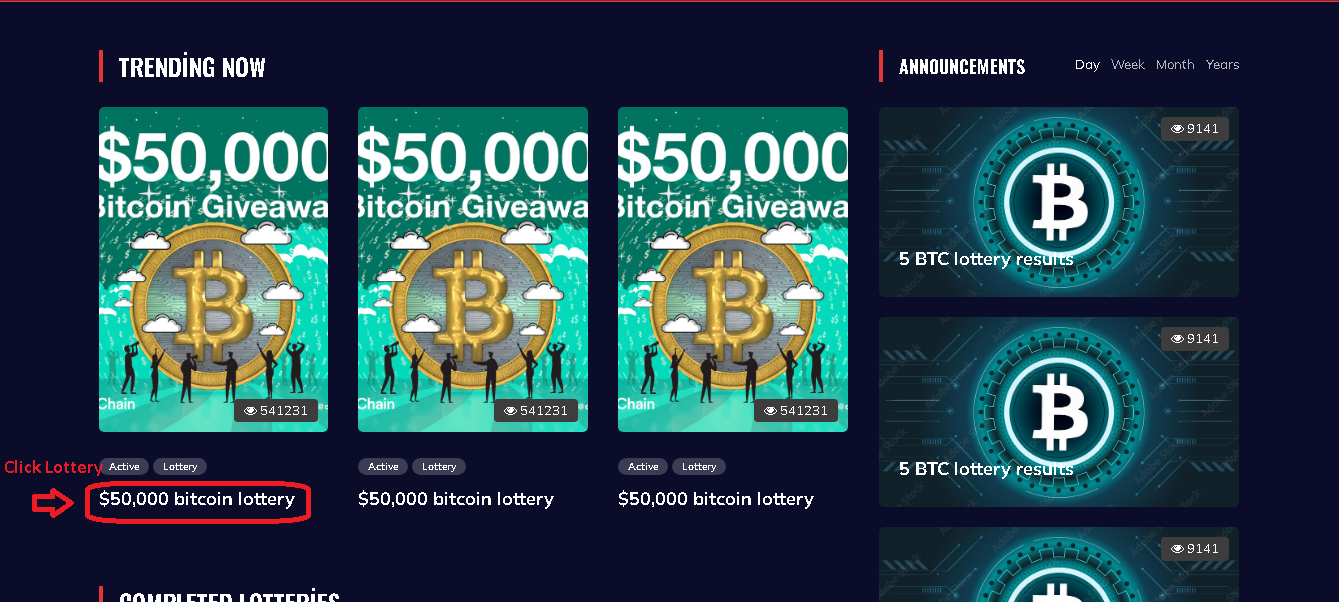 TRENDİNG NOW
$50,000
Bitcoin Giveawa
Chain
541231
$50,000
Bitcoin Giveawa
Chain
541231
$50,000
Bitcoin Giveawa
Chain
541231
Click Lottery
Active Lottery
$50,000 bitcoin lottery
Active Lottery
$50,000 bitcoin lottery
Active Lottery
$50,000 bitcoin lottery
COMPLETED LOTTERİES
ANNOUNCEMENTS
Day Week Month Years
9141
5 BTC lottery results
9141
5 BTC lottery results
9141